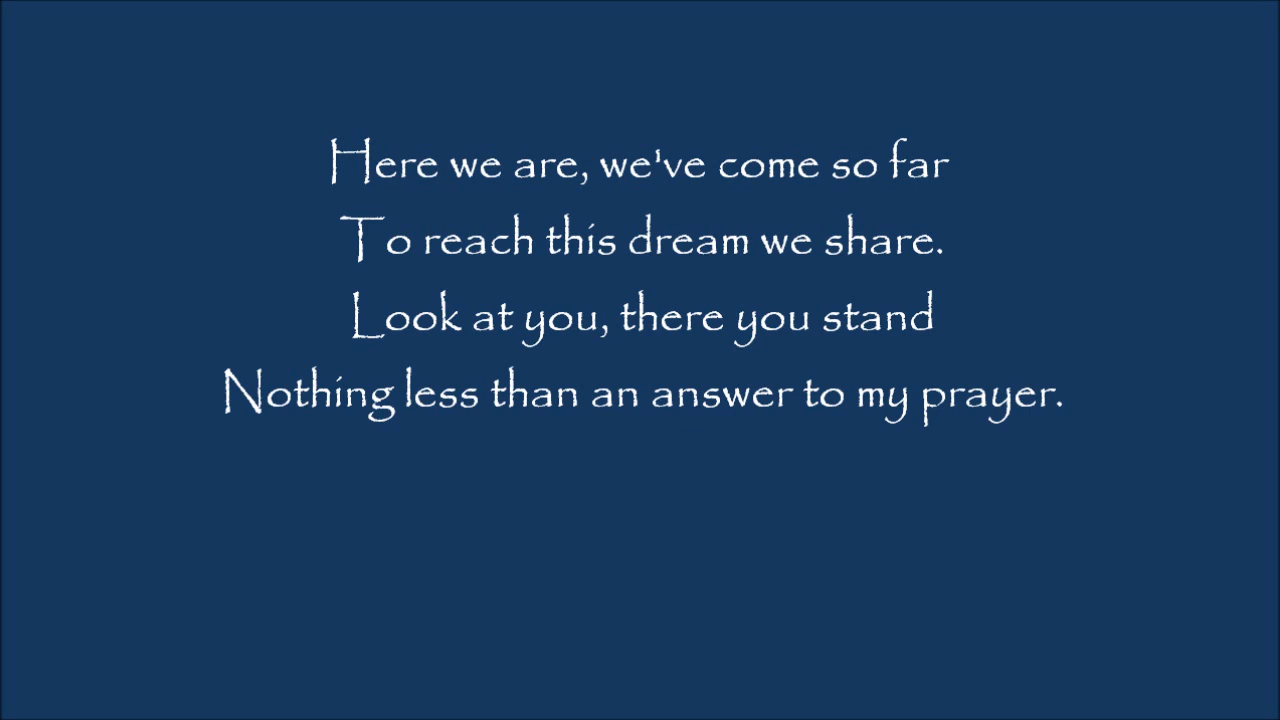 Here we are, we've come so far
To reach this dream we share.
Look at you, there you stand
Nothing less than an answer to my prayer.